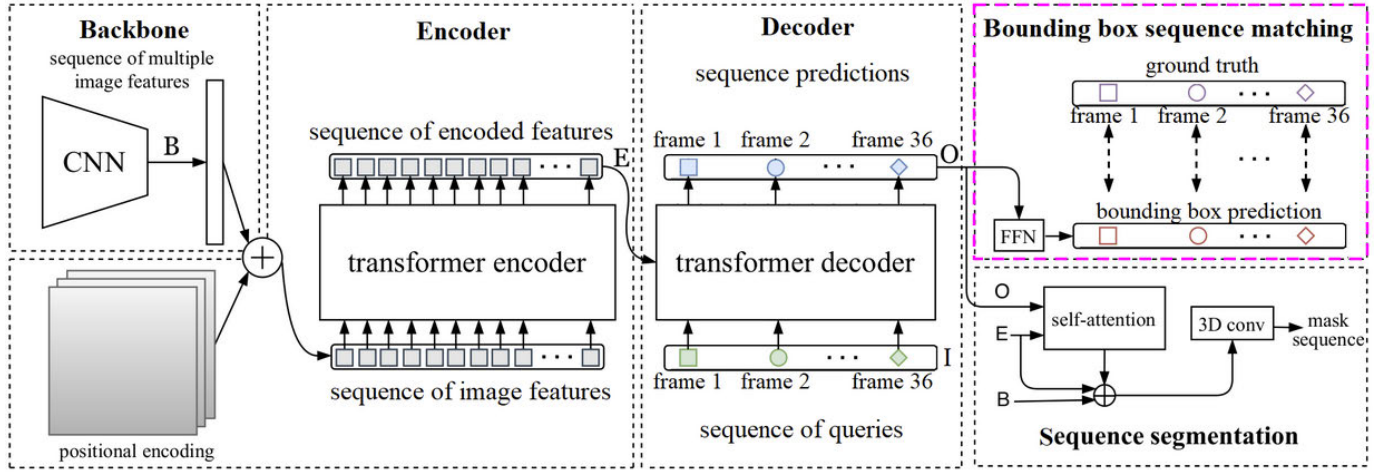 Backbone
sequence of multiple
image features
CNN
B
positional encoding
Encoder
sequence of encoded features
E
transformer encoder
sequence of image features
Decoder
sequence predictions
frame 1 frame 2 ... frame 36
O
transformer decoder
I
frame 1 frame 2 ... frame 36
sequence of queries
Bounding box sequence matching
ground truth
...
frame 1 frame 2 frame 36
...
bounding box prediction
FFN
...
O
self-attention
E
B
3D conv
mask
sequence
Sequence segmentation